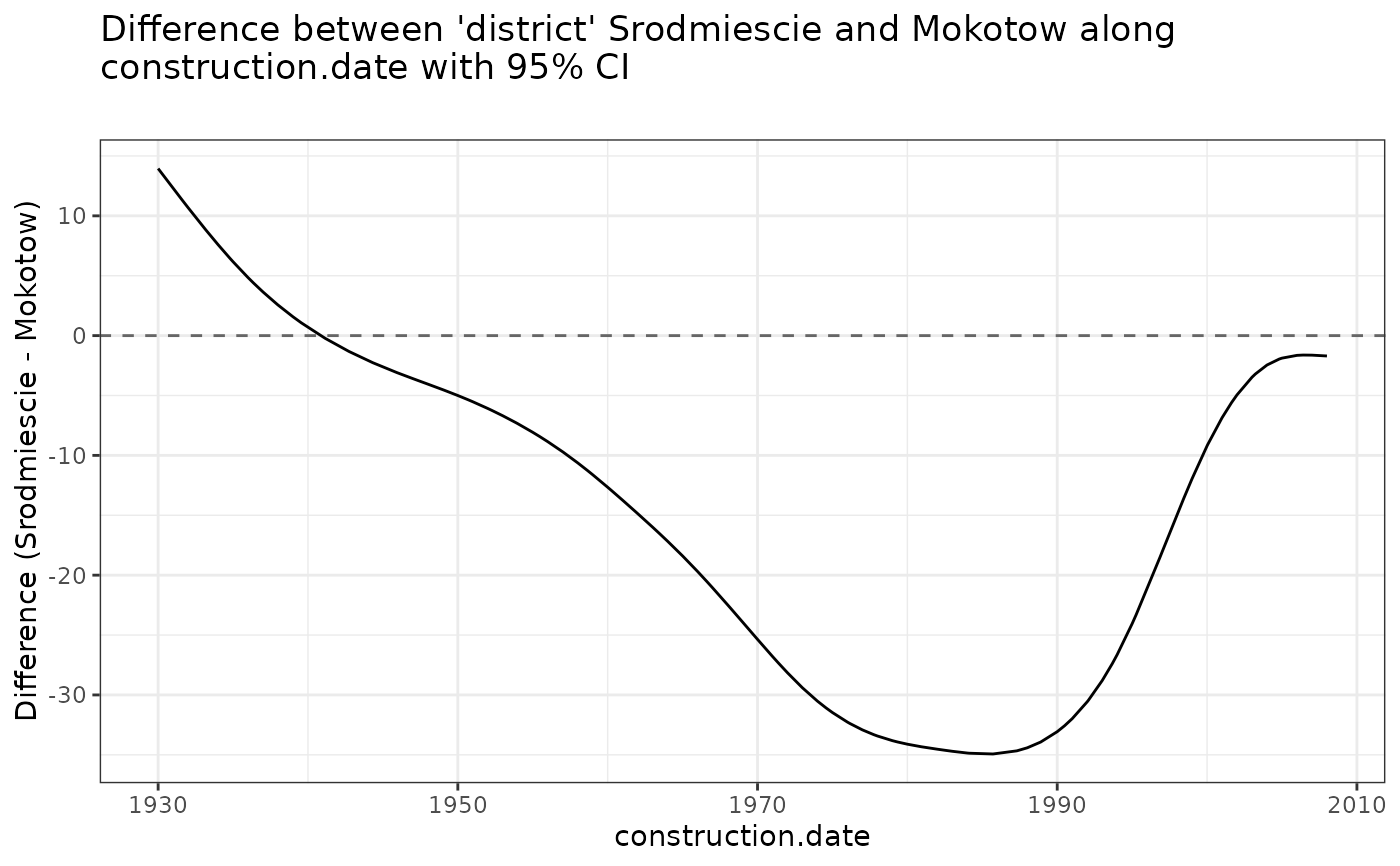 Difference between 'district' Srodmiescie and Mokotow along
construction.date with 95% CI
Difference (Srodmiescie - Mokotow)
10
0
-10
-20
-30
1930
1950
1970
1990
2010
construction.date